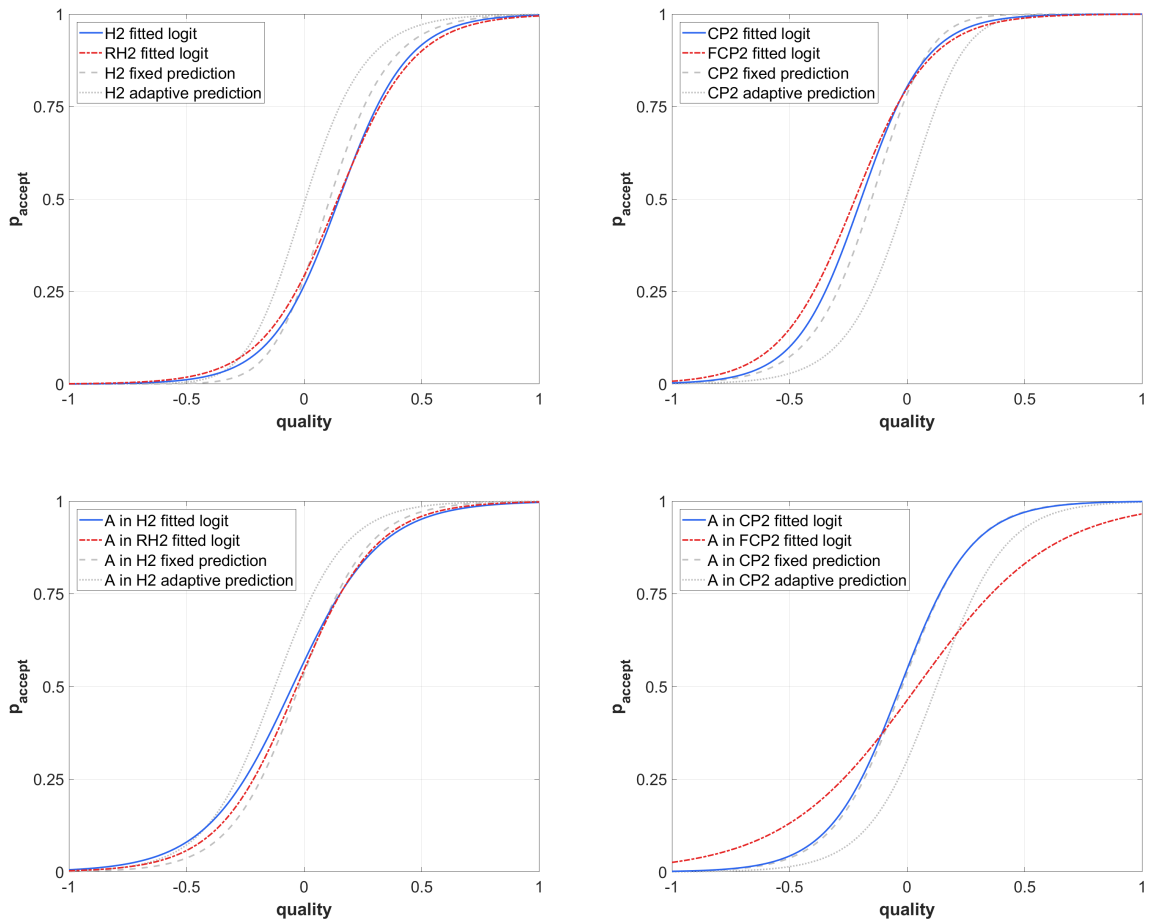 1
0.75
0.5
0.25
0
-1
-0.5
0
0.5
1
quality
p_accept
H2 fitted logit
RH2 fitted logit
H2 fixed prediction
H2 adaptive prediction
1
0.75
0.5
0.25
0
-1
-0.5
0
0.5
1
quality
p_accept
CP2 fitted logit
FCP2 fitted logit
CP2 fixed prediction
CP2 adaptive prediction
1
0.75
0.5
0.25
0
-1
-0.5
0
0.5
1
quality
p_accept
A in H2 fitted logit
A in RH2 fitted logit
A in H2 fixed prediction
A in H2 adaptive prediction
1
0.75
0.5
0.25
0
-1
-0.5
0
0.5
1
quality
p_accept
A in CP2 fitted logit
A in FCP2 fitted logit
A in CP2 fixed prediction
A in CP2 adaptive prediction